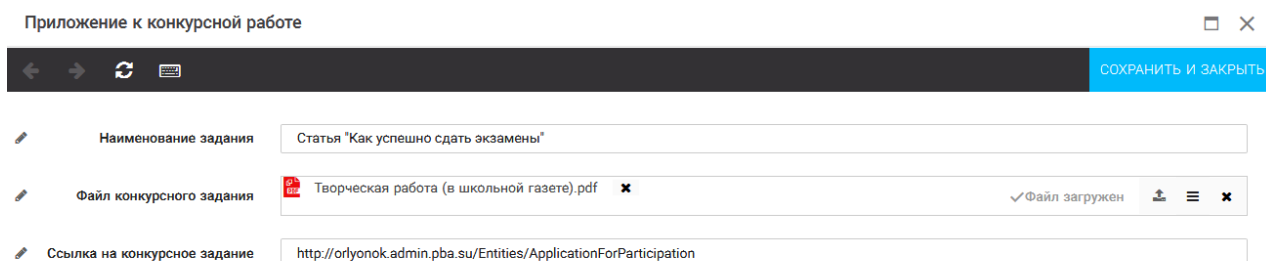 Приложение к конкурсной работе
СОХРАНИТЬ И ЗАКРЫТЬ
Наименование задания Статья "Как успешно сдать экзамены"
Файл конкурсного задания PDF Творческая работа (в школьной газете).pdf Файл загружен
Ссылка на конкурсное задание http://orlyonok.admin.pba.su/Entities/ApplicationForParticipation